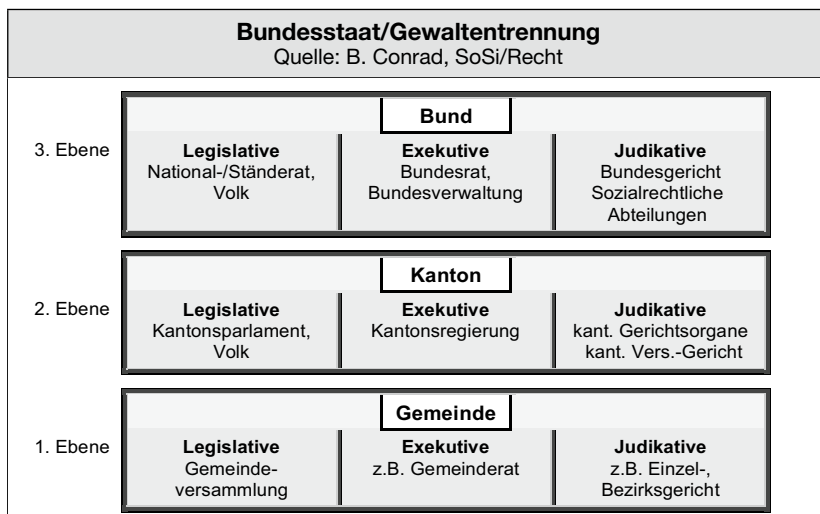 Bundesstaat/Gewaltentrennung
Quelle: B. Conrad, SoSi/Recht
Bund
3. Ebene
Legislative
National-/Ständerat,
Volk
Exekutive
Bundesrat,
Bundesverwaltung
Judikative
Bundesgericht
Sozialrechtliche
Abteilungen
Kanton
2. Ebene
Legislative
Kantonsparlament,
Volk
Exekutive
Kantonsregierung
Judikative
kant. Gerichtsorgane
kant. Vers.-Gericht
Gemeinde
1. Ebene
Legislative
Gemeinde-
versammlung
Exekutive
z.B. Gemeinderat
Judikative
z.B. Einzel-,
Bezirksgericht